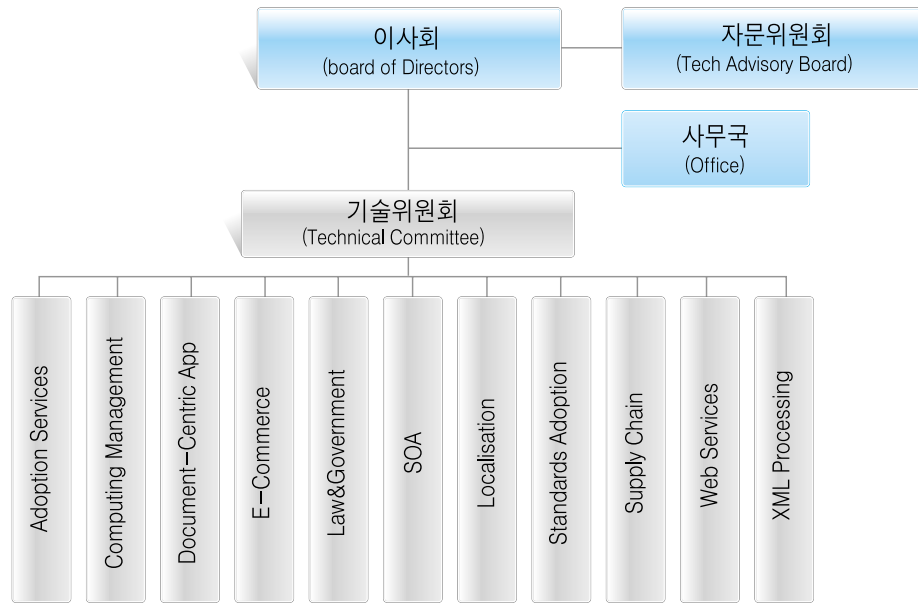 이사회
(board of Directors)
자문위원회
(Tech Advisory Board)
사무국
(Office)
기술위원회
(Technical Committee)
Adoption Services
Computing Management
Document-Centric App
E-Commerce
Law&Government
SOA
Localisation
Standards Adoption
Supply Chain
Web Services
XML Processing